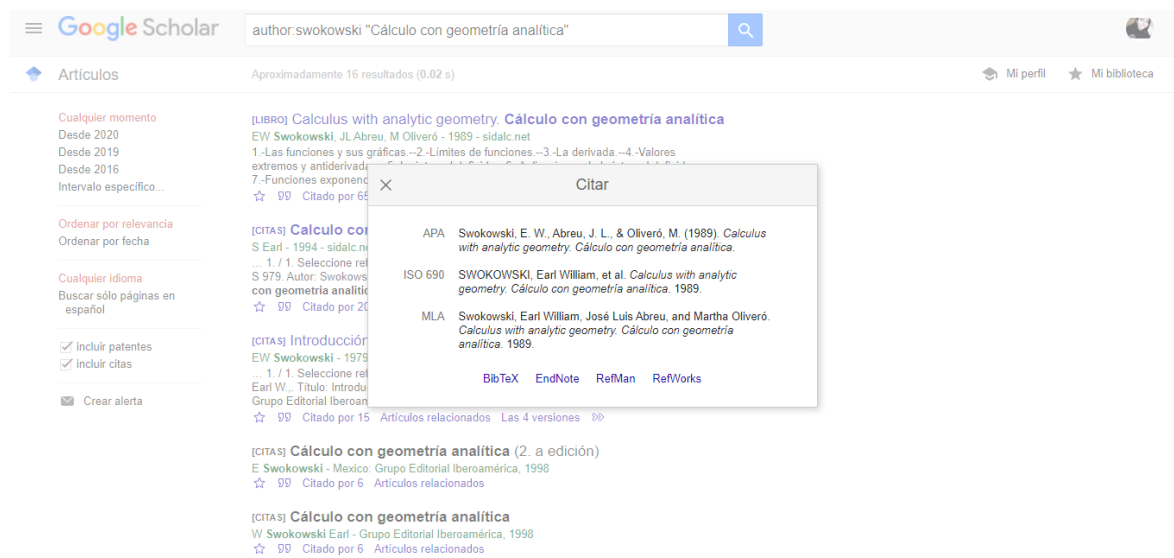 Google Scholar
author:swokowski "Cálculo con geometría analítica"
Artículos
Aproximadamente 16 resultados (0.02 s)
Mi perfil
Mi biblioteca
Cualquier momento
Desde 2020
Desde 2019
Desde 2016
Intervalo específico...
Ordenar por relevancia
Ordenar por fecha
Cualquier idioma
Buscar sólo páginas en
español
incluir patentes
incluir citas
Crear alerta
[LIBRO] Calculus with analytic geometry. Cálculo con geometría analítica
EW Swokowski, JL Abreu, M Oliveró - 1989 - sidalc.net
1.-Las funciones y sus gráficas.--2.-Límites de funciones.--3.-La derivada.--4.-Valores
extremos y antiderivada
7.-Funciones exponenc
Citado por 65
[CITAS] Calculo con
S Earl - 1994 - sidalc.ne
... 1. / 1. Seleccione ref
S 979. Autor: Swokows
con geometria analitic
Citado por 20
[CITAS] Introducción
EW Swokowski - 1979
... 1. / 1. Seleccione ref
Earl W... Título: Introdu
Grupo Editorial Iberoam
Citado por 15 Artículos relacionados Las 4 versiones
[CITAS] Cálculo con geometría analítica (2. a edición)
E Swokowski - Mexico: Grupo Editorial Iberoamérica, 1998
Citado por 6 Artículos relacionados
[CITAS] Cálculo con geometría analítica
W Swokowski Earl - Grupo Editorial Iberoamérica, 1998
Citado por 6 Artículos relacionados
Citar
APA Swokowski, E. W., Abreu, J. L., & Oliveró, M. (1989). Calculus
with analytic geometry. Cálculo con geometría analítica.
ISO 690 SWOKOWSKI, Earl William, et al. Calculus with analytic
geometry. Cálculo con geometría analítica. 1989.
MLA Swokowski, Earl William, José Luis Abreu, and Martha Oliveró.
Calculus with analytic geometry. Cálculo con geometría
analítica. 1989.
BibTeX EndNote RefMan RefWorks